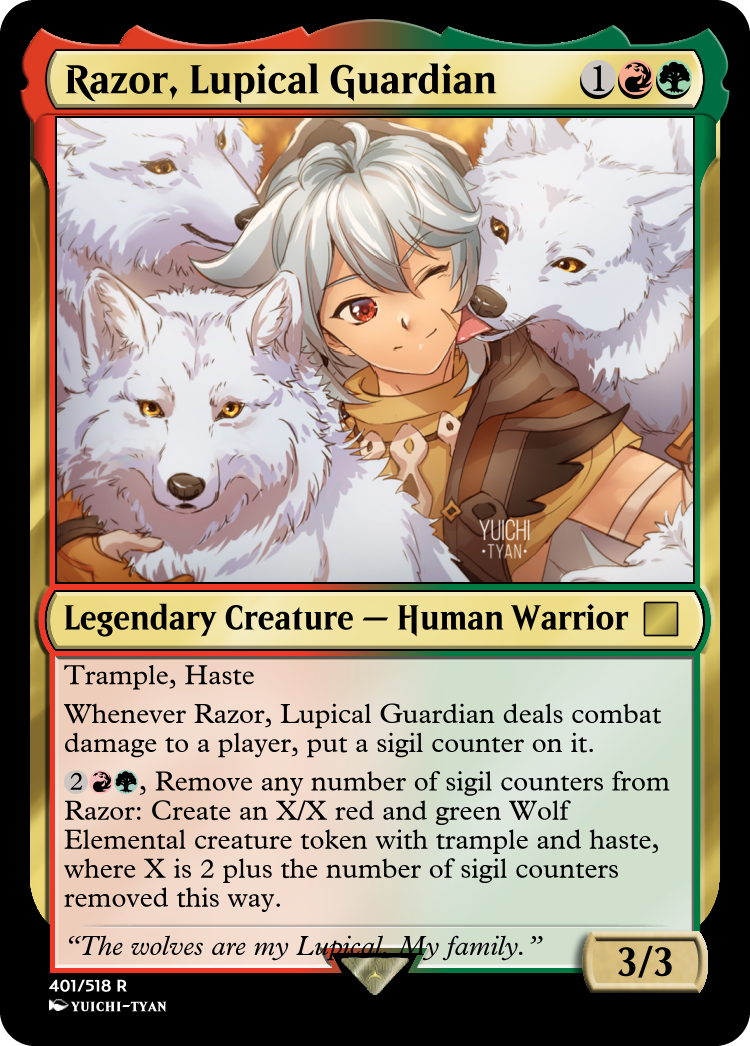 Razor, Lupical Guardian 1
YUICHI
•TYAN•
Legendary Creature — Human Warrior
Trample, Haste
Whenever Razor, Lupical Guardian deals combat
damage to a player, put a sigil counter on it.
2, Remove any number of sigil counters from
Razor: Create an X/X red and green Wolf
Elemental creature token with trample and haste,
where X is 2 plus the number of sigil counters
removed this way.
“The wolves are my Lupical. My family.”
3/3
401/518 R
YUICHI-TYAN